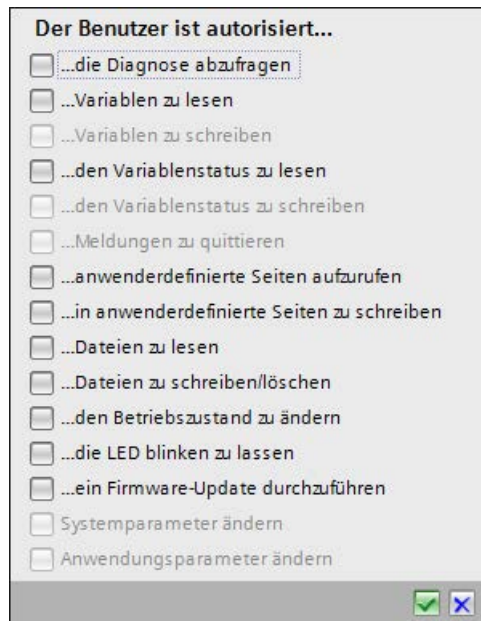 Der Benutzer ist autorisiert...
...die Diagnose abzufragen
...Variablen zu lesen
...Variablen zu schreiben
...den Variablenstatus zu lesen
...den Variablenstatus zu schreiben
...Meldungen zu quittieren
...anwenderdefinierte Seiten aufzurufen
...in anwenderdefinierte Seiten zu schreiben
...Dateien zu lesen
...Dateien zu schreiben/löschen
...den Betriebszustand zu ändern
...die LED blinken zu lassen
...ein Firmware-Update durchzuführen
Systemparameter ändern
Anwendungsparameter ändern